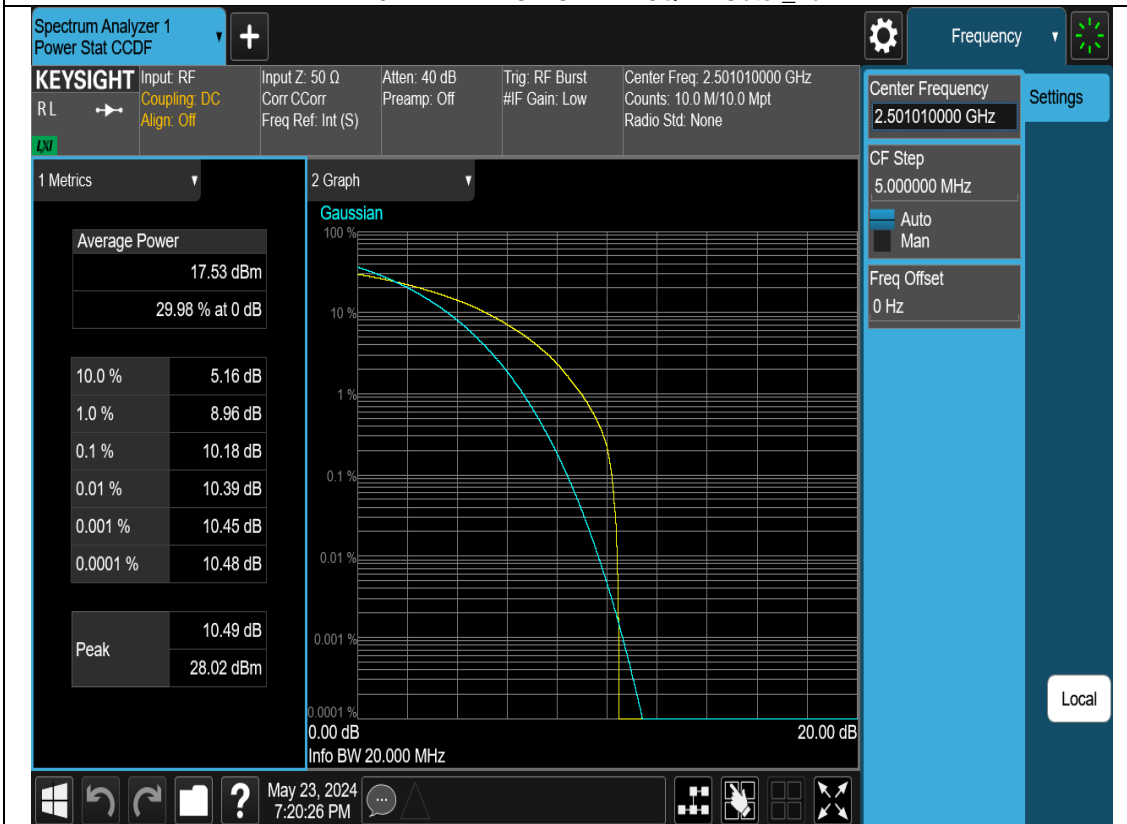 Spectrum Analyzer 1
Power Stat CCDF
Frequency
KEYSIGHT
R L
LXI
Input: RF
Coupling: DC
Align: Off
Input Z: 50 Ω
Corr CCorr
Freq Ref: Int (S)
Atten: 40 dB
Preamp: Off
Trig: RF Burst
#IF Gain: Low
Center Freq: 2.501010000 GHz
Counts: 10.0 M/10.0 Mpt
Radio Std: None
Center Frequency
2.501010000 GHz
Settings
CF Step
5.000000 MHz
Auto
Man
Freq Offset
0 Hz
1 Metrics
Average Power
17.53 dBm
29.98 % at 0 dB
10.0 % 5.16 dB
1.0 % 8.96 dB
0.1 % 10.18 dB
0.01 % 10.39 dB
0.001 % 10.45 dB
0.0001 % 10.48 dB
Peak
10.49 dB
28.02 dBm
2 Graph
Gaussian
100 %
10 %
1 %
0.1 %
0.01 %
0.001 %
0.0001 %
0.00 dB 20.00 dB
Info BW 20.000 MHz
Local
?
May 23, 2024
7:20:26 PM